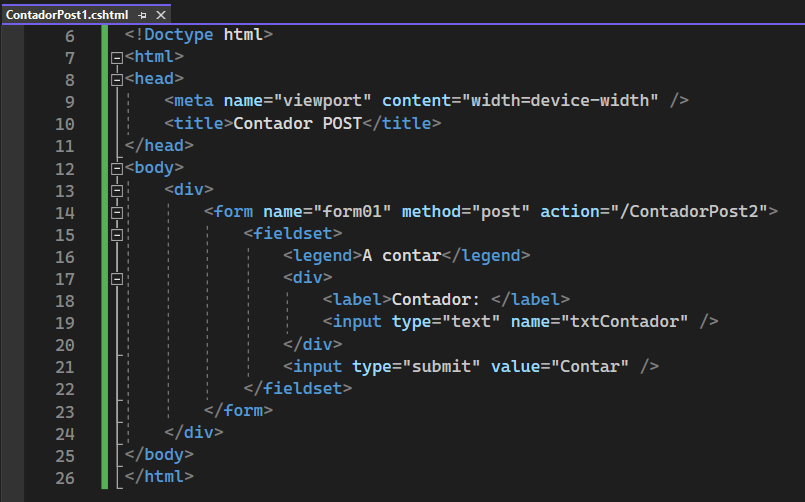 ContadorPost1.cshtml
6 <!Doctype html>
7 <html>
8 <head>
9 <meta name="viewport" content="width=device-width" />
10 <title>Contador POST</title>
11 </head>
12 <body>
13 <div>
14 <form name="form01" method="post" action="/ContadorPost2">
15 <fieldset>
16 <legend>A contar</legend>
17 <div>
18 <label>Contador: </label>
19 <input type="text" name="txtContador" />
20 </div>
21 <input type="submit" value="Contar" />
22 </fieldset>
23 </form>
24 </div>
25 </body>
26 </html>